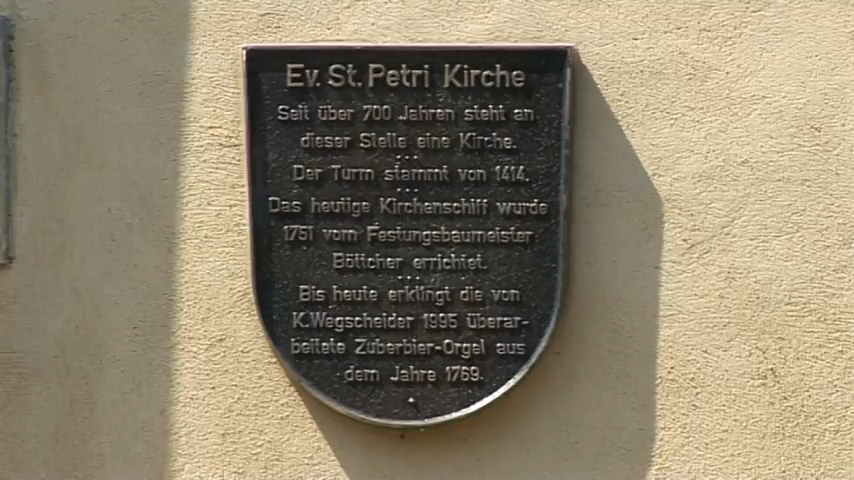 Ev. St. Petri Kirche
Seit über 700 Jahren steht an
dieser Stelle eine Kirche.
...
Der Turm stammt von 1414.
...
Das heutige Kirchenschiff wurde
1751 vom Festungsbaumeister
Böttcher errichtet.
...
Bis heute erklingt die von
K.Wegscheider 1995 überar-
beitete Zuberbier-Orgel aus
dem Jahre 1769.